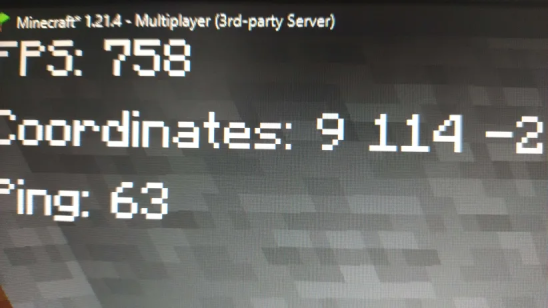 Minecraft* 1.21.4 - Multiplayer (3rd-party Server)
FPS: 758
Coordinates: 9 114 -2
Ping: 63